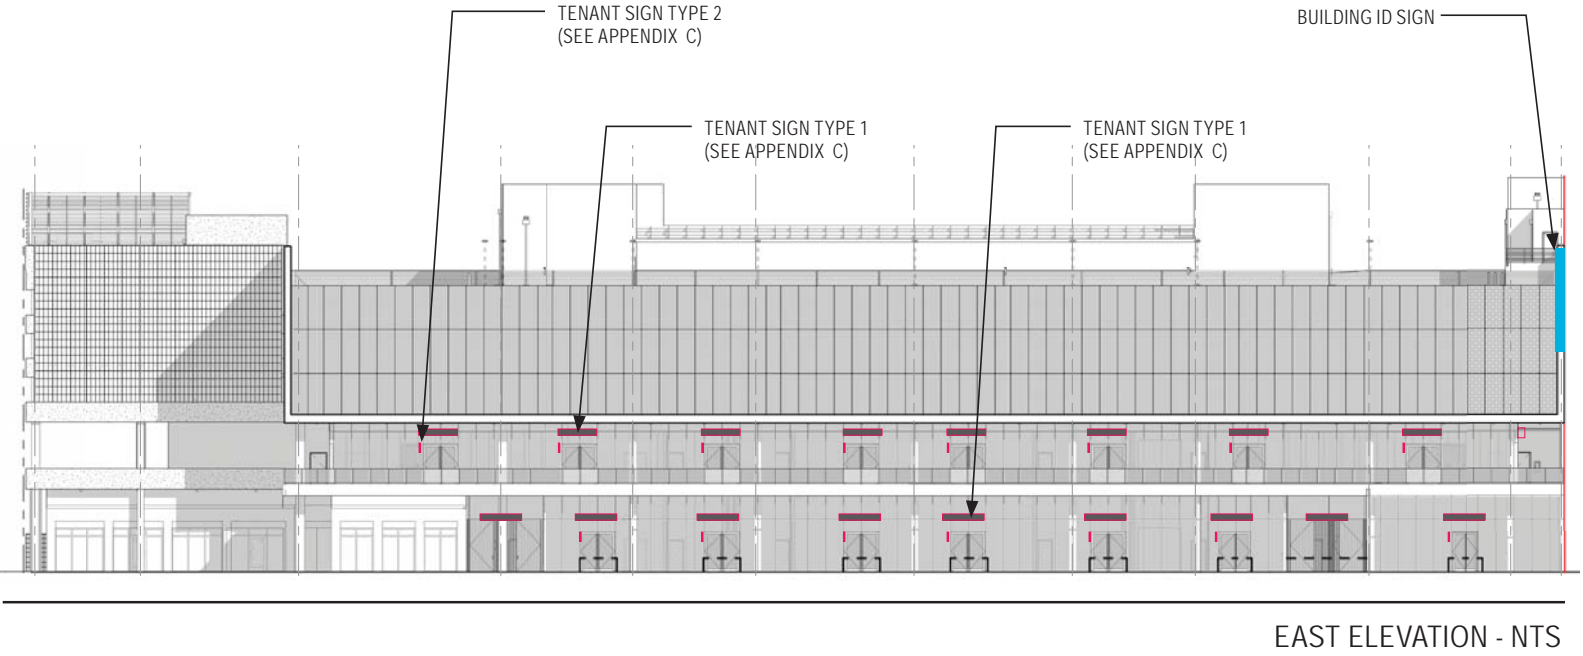 TENANT SIGN TYPE 2
(SEE APPENDIX C)
BUILDING ID SIGN
TENANT SIGN TYPE 1
(SEE APPENDIX C)
TENANT SIGN TYPE 1
(SEE APPENDIX C)
EAST ELEVATION - NTS